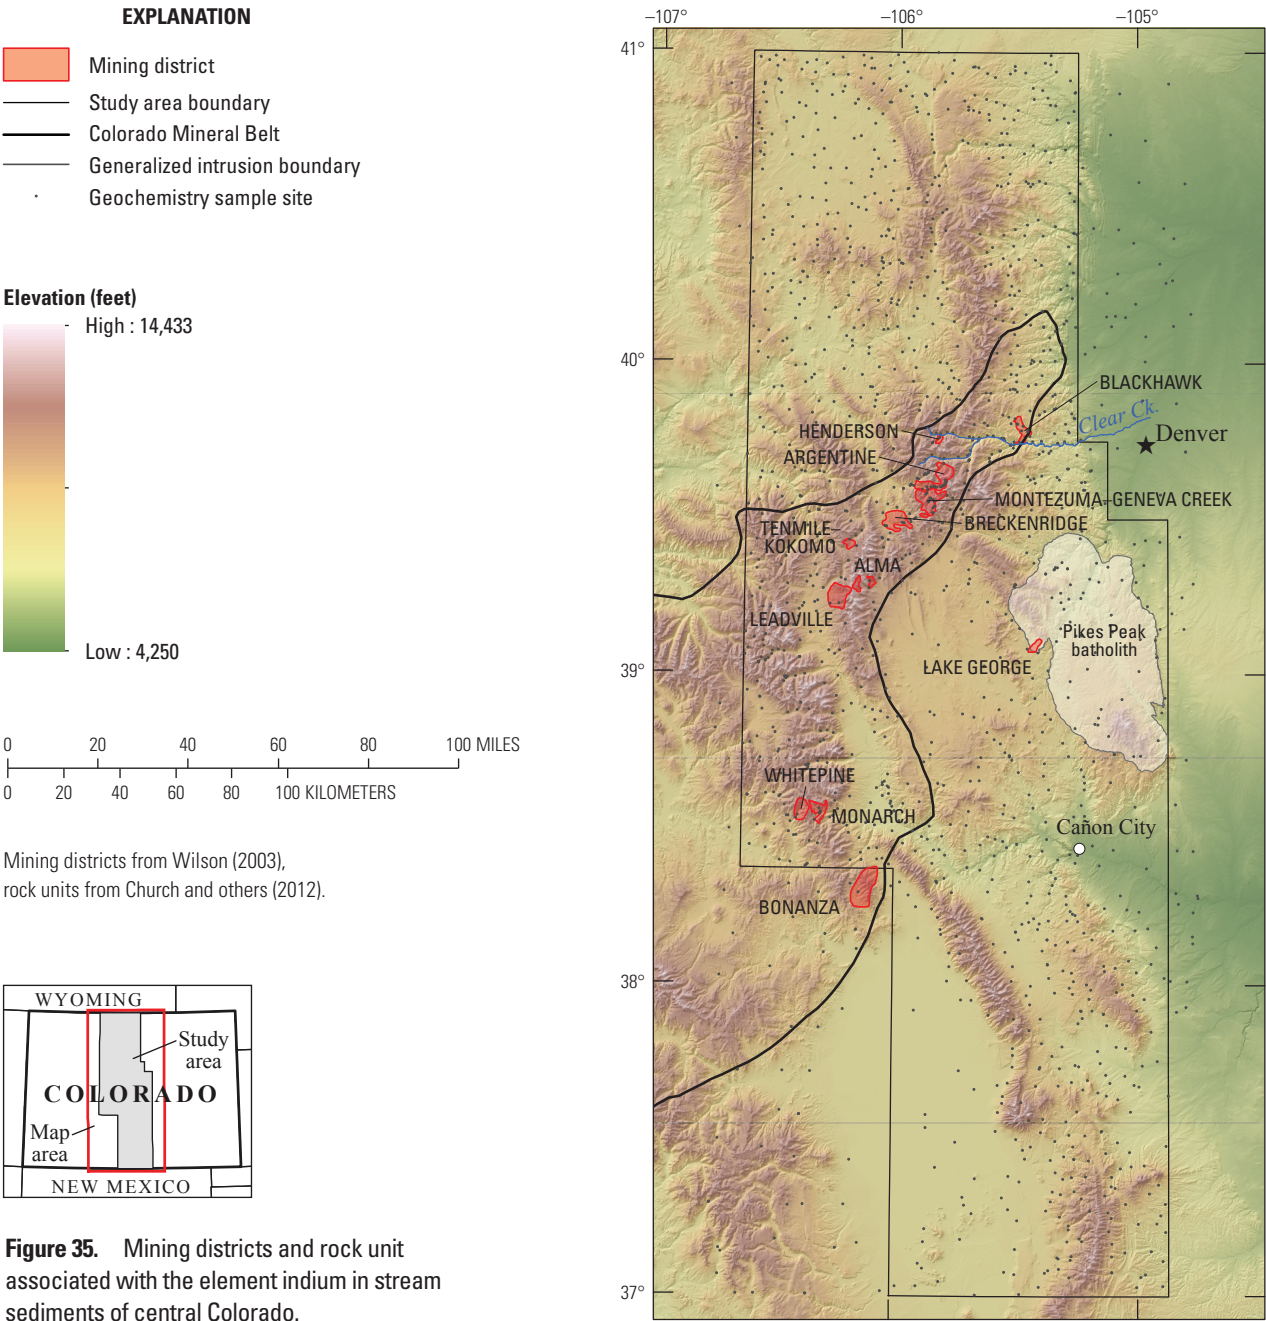 EXPLANATION
Mining district
Study area boundary
Colorado Mineral Belt
Generalized intrusion boundary
Geochemistry sample site
Elevation (feet)
High : 14,433
Low : 4,250
0 20 40 60 80 100 MILES
0 20 40 60 80 100 KILOMETERS
Mining districts from Wilson (2003),
rock units from Church and others (2012).
WYOMING
Study
area
COLORADO
Map
area
NEW MEXICO
Figure 35. Mining districts and rock unit
associated with the element indium in stream
sediments of central Colorado.
–107° –106° –105°
41°
40°
39°
38°
37°
BLACKHAWK
Clear Ck.
Denver
HENDERSON
ARGENTINE
MONTEZUMA–GENEVA CREEK
BRECKENRIDGE
TENMILE–
KOKOMO
ALMA
LEADVILLE
Pikes Peak
batholith
LAKE GEORGE
WHITEPINE
MONARCH
Cañon City
BONANZA